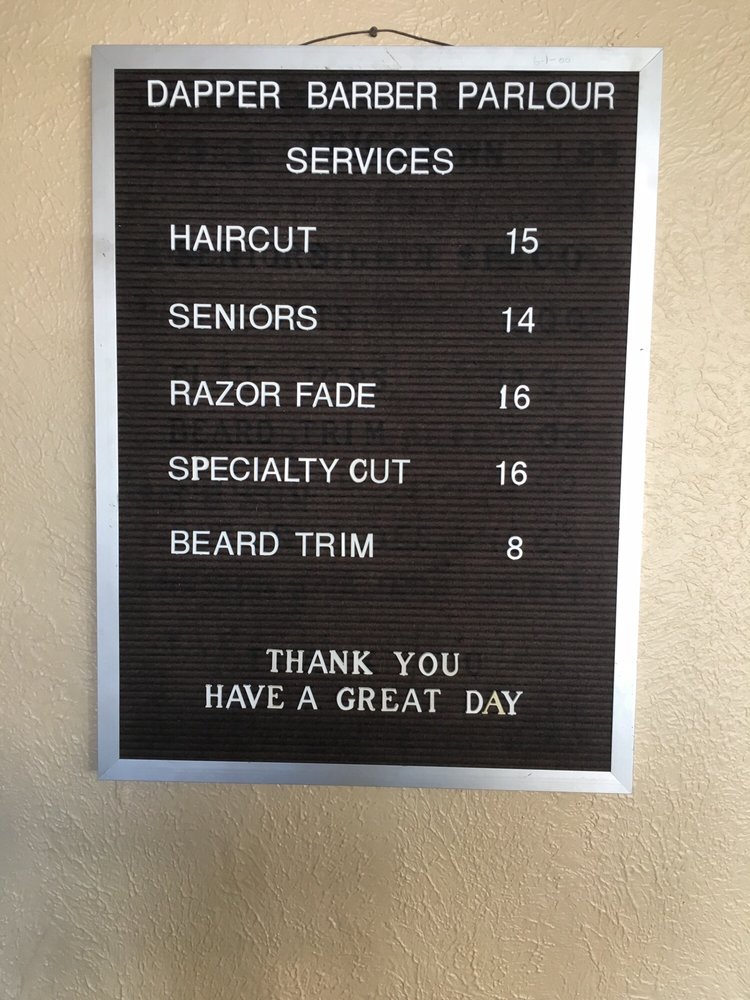 DAPPER BARBER PARLOUR
SERVICES
HAIRCUT 15
SENIORS 14
RAZOR FADE 16
SPECIALTY CUT 16
BEARD TRIM 8
THANK YOU
HAVE A GREAT DAY